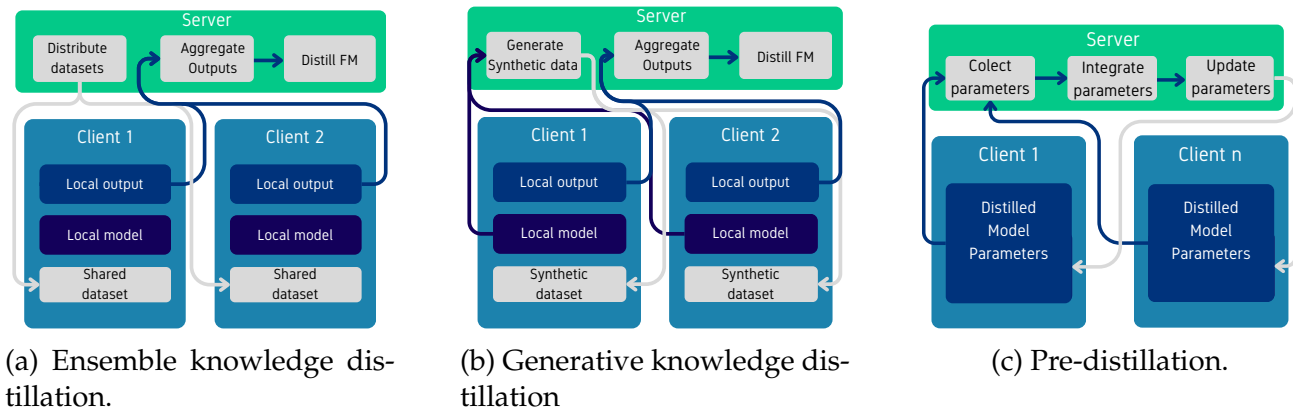 Server
Distribute
datasets
Aggregate
Outputs
Distill FM
Client 1
Local output
Local model
Shared
dataset
Client 2
Local output
Local model
Shared
dataset
(a) Ensemble knowledge dis-
tillation.
Server
Generate
Synthetic data
Aggregate
Outputs
Distill FM
Client 1
Local output
Local model
Synthetic
dataset
Client 2
Local output
Local model
Synthetic
dataset
(b) Generative knowledge dis-
tillation
Server
Colect
parameters
Integrate
parameters
Update
parameters
Client 1
Distilled
Model
Parameters
Client n
Distilled
Model
Parameters
(c) Pre-distillation.